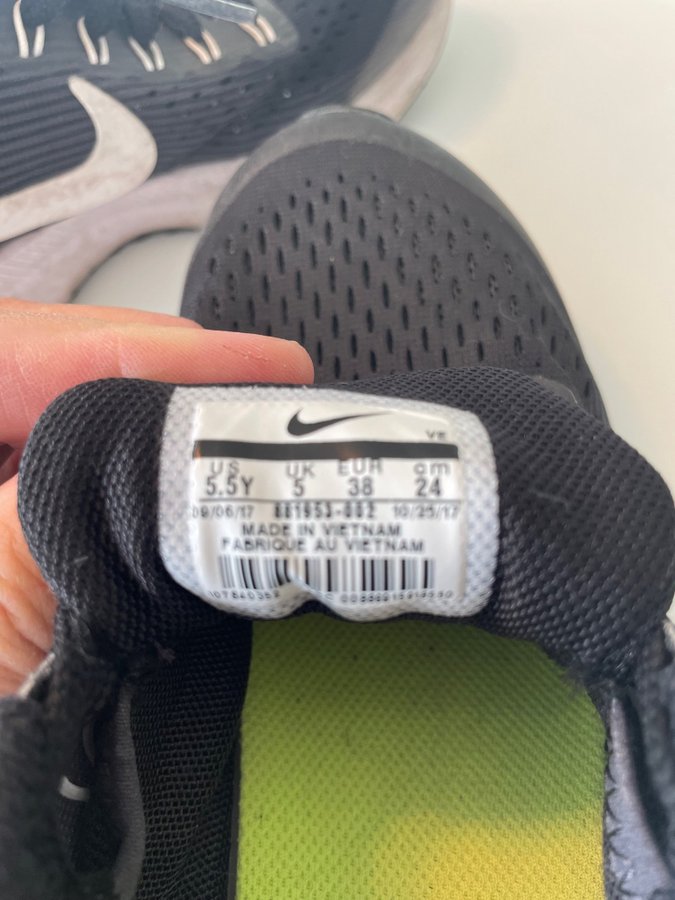 YE
US UK EUR cm
5.5Y 5 38 24
09/06/17 881953-002 10/25/17
MADE IN VIETNAM
FABRIQUE AU VIETNAM